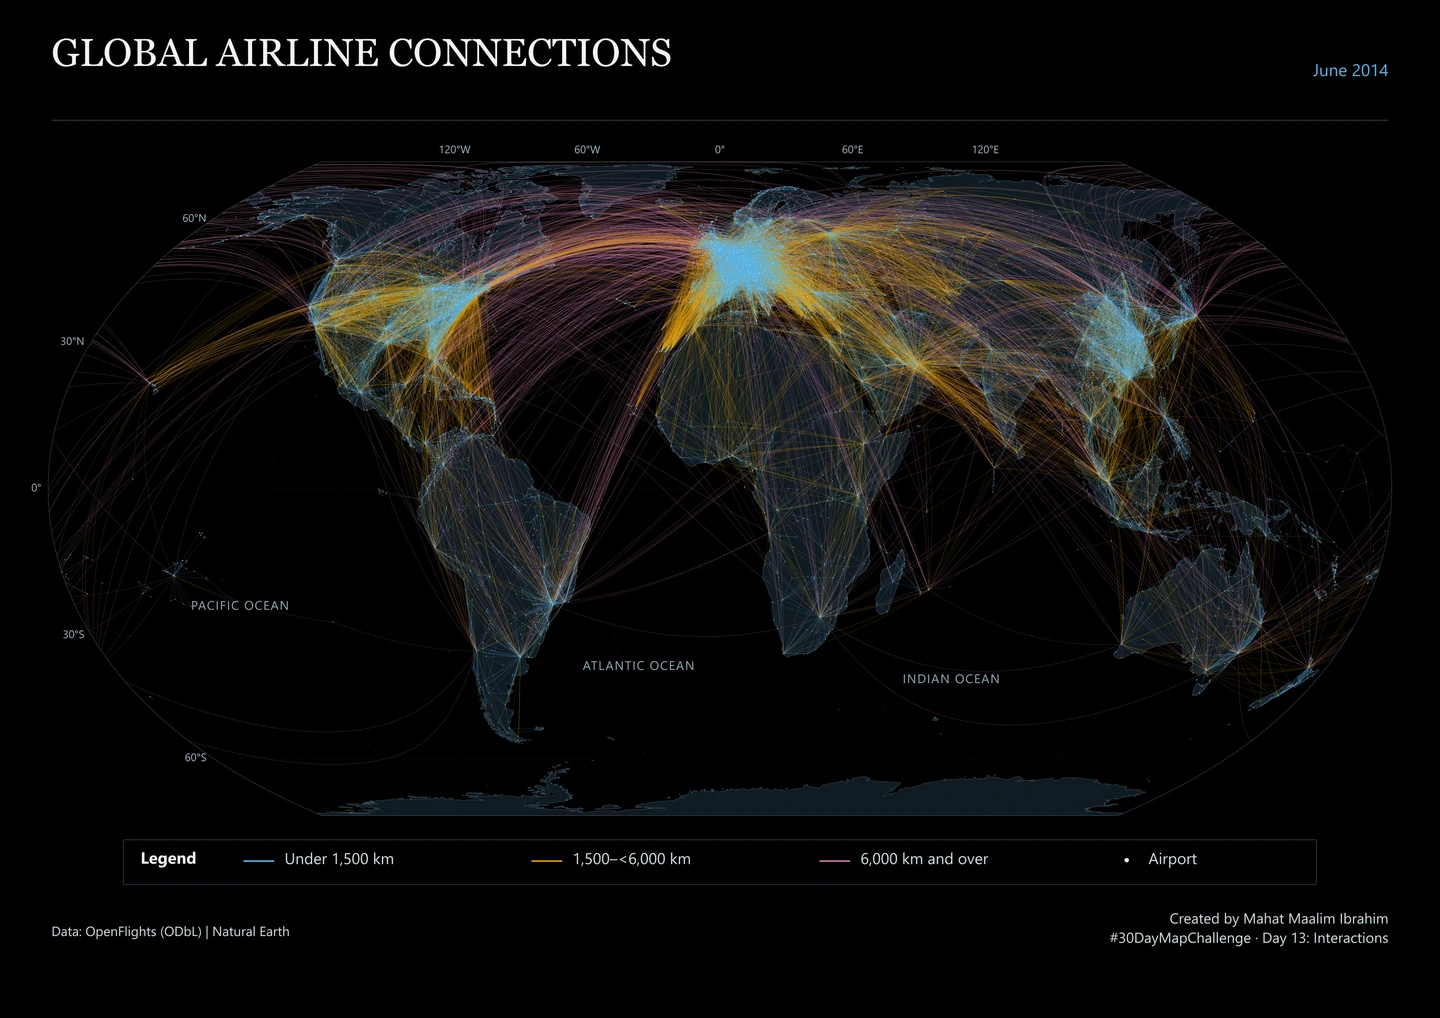 GLOBAL AIRLINE CONNECTIONS
June 2014
120°W 60°W 0° 60°E 120°E
60°N
30°N
0°
PACIFIC OCEAN
30°S
ATLANTIC OCEAN
INDIAN OCEAN
60°S
Legend Under 1,500 km 1,500–<6,000 km 6,000 km and over Airport
Data: OpenFlights (ODbL) | Natural Earth
Created by Mahat Maalim Ibrahim
#30DayMapChallenge · Day 13: Interactions